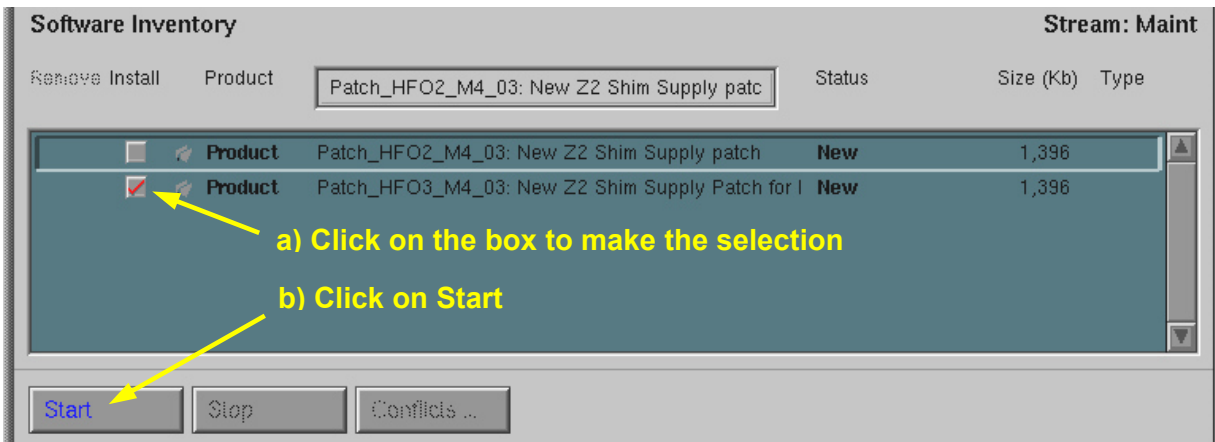 Software Inventory Stream: Maint
Remove Install Product Patch_HFO2_M4_03: New Z2 Shim Supply patc Status Size (Kb) Type
Product Patch_HFO2_M4_03: New Z2 Shim Supply patch New 1,396
Product Patch_HFO3_M4_03: New Z2 Shim Supply Patch for I New 1,396
a) Click on the box to make the selection
b) Click on Start
Start Stop Conflicts ...